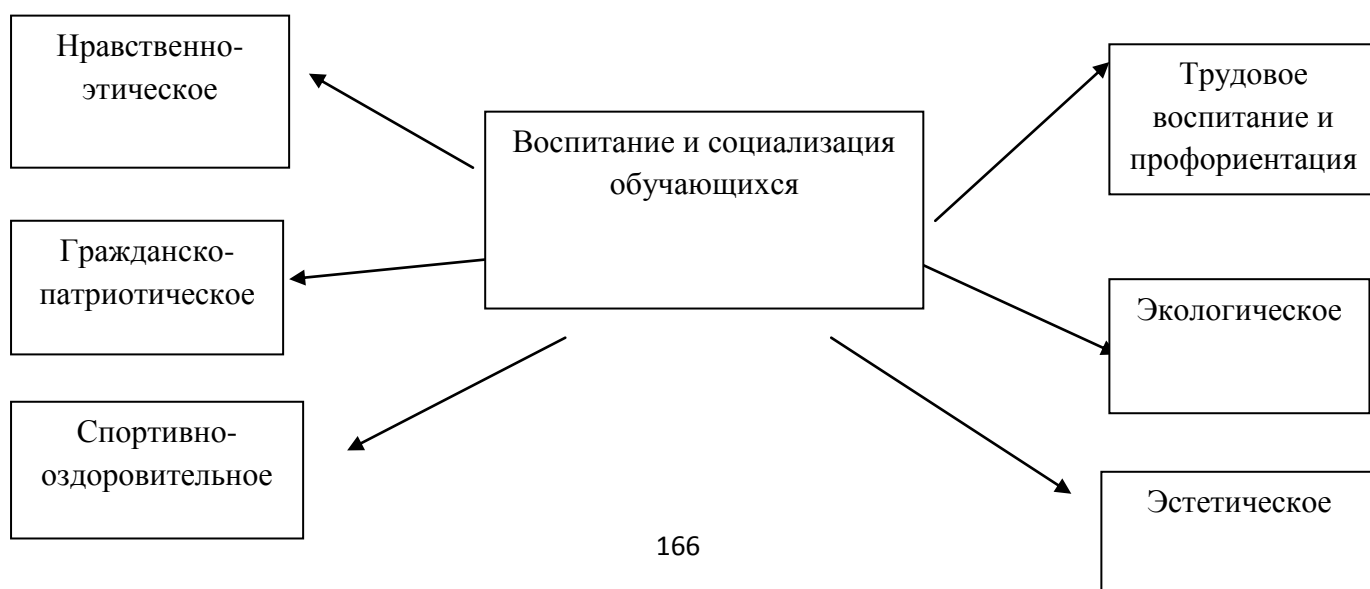 Нравственно-
этическое
Воспитание и социализация
обучающихся
Трудовое
воспитание и
профориентация
Гражданско-
патриотическое
Экологическое
Спортивно-
оздоровительное
Эстетическое
166